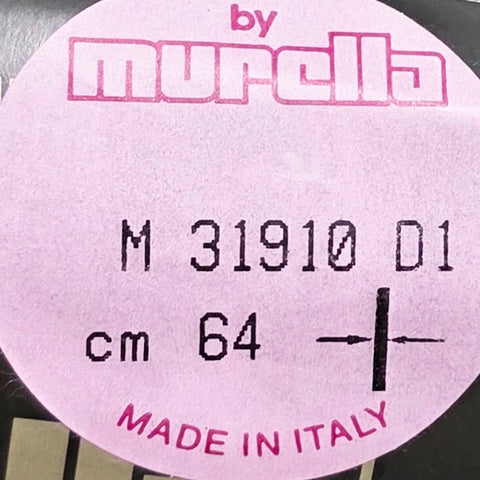 by
murella
M 31910 D1
cm 64
MADE IN ITALY